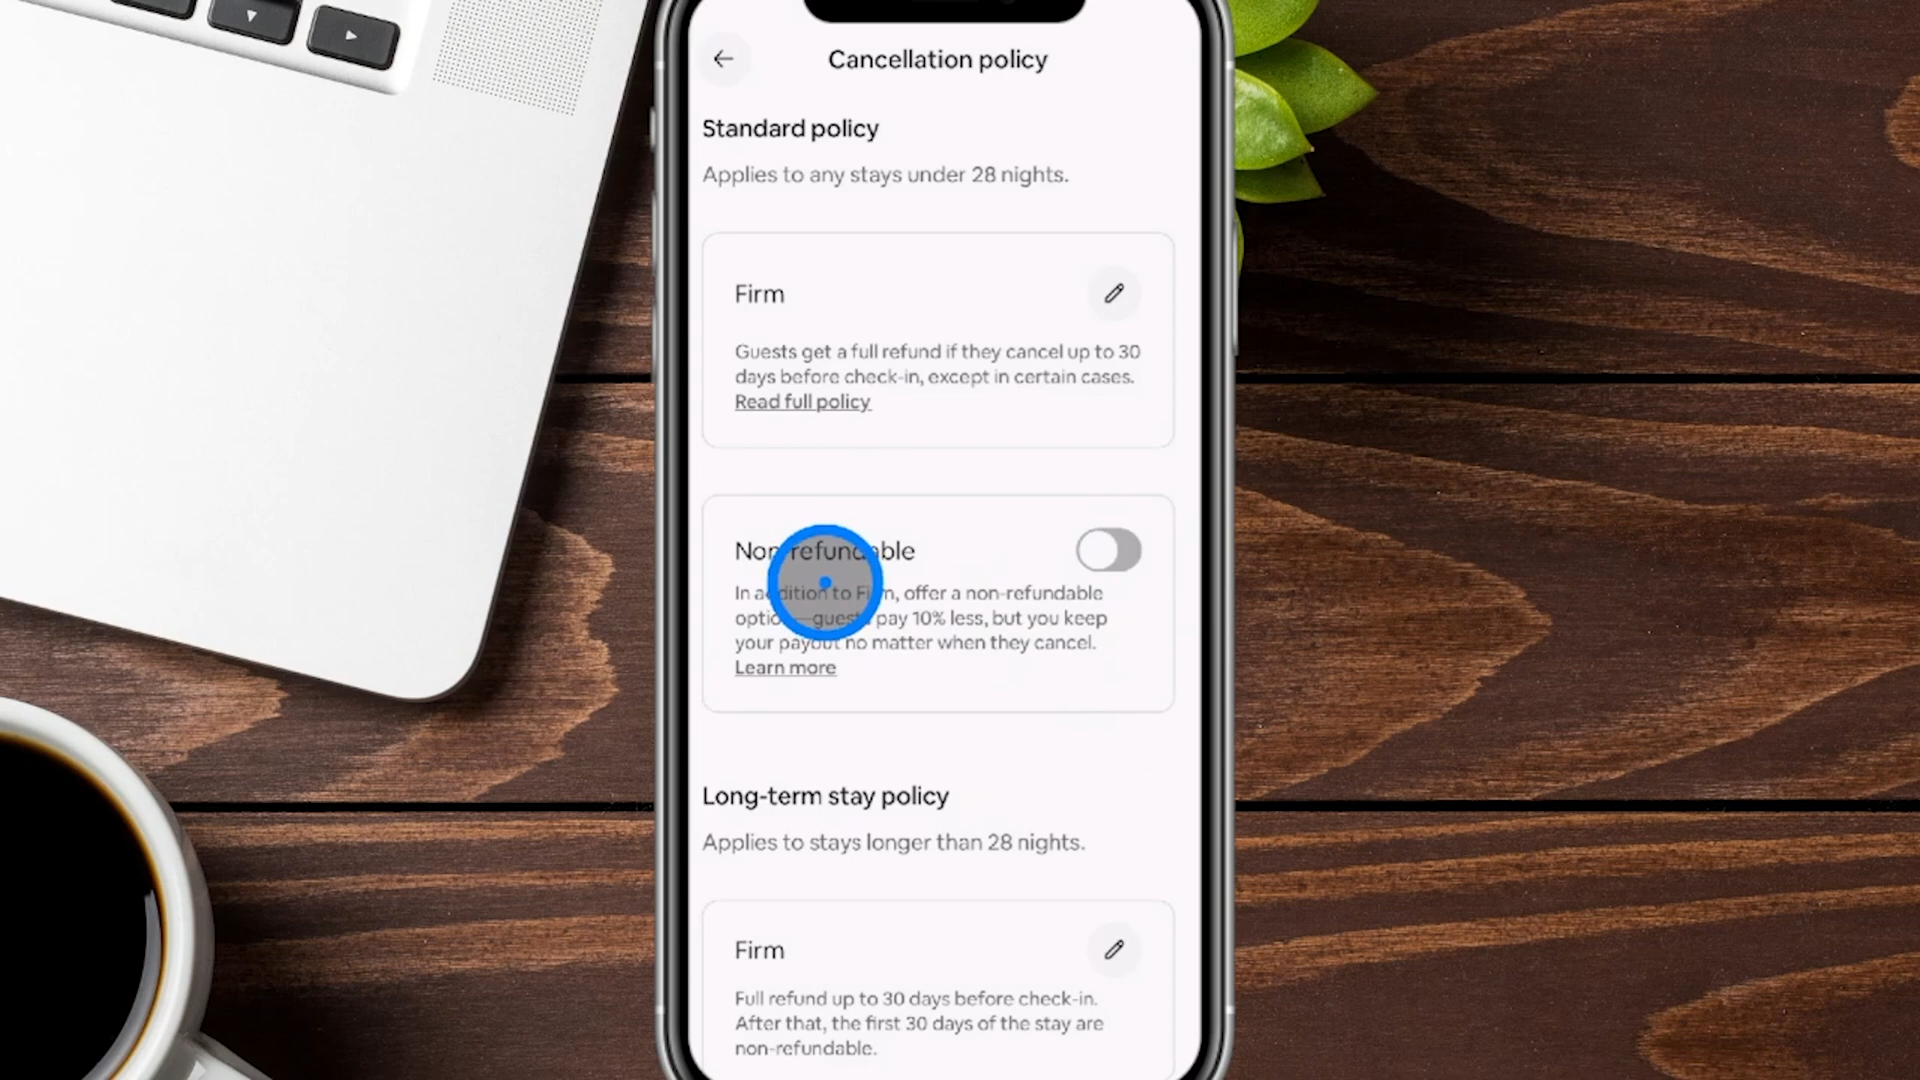 Cancellation policy
Standard policy
Applies to any stays under 28 nights.
Firm
Guests get a full refund if they cancel up to 30
days before check-in, except in certain cases.
Read full policy
Non-refundable
In addition to Firm, offer a non-refundable
option—guests pay 10% less, but you keep
your payout no matter when they cancel.
Learn more
Long-term stay policy
Applies to stays longer than 28 nights.
Firm
Full refund up to 30 days before check-in.
After that, the first 30 days of the stay are
non-refundable.